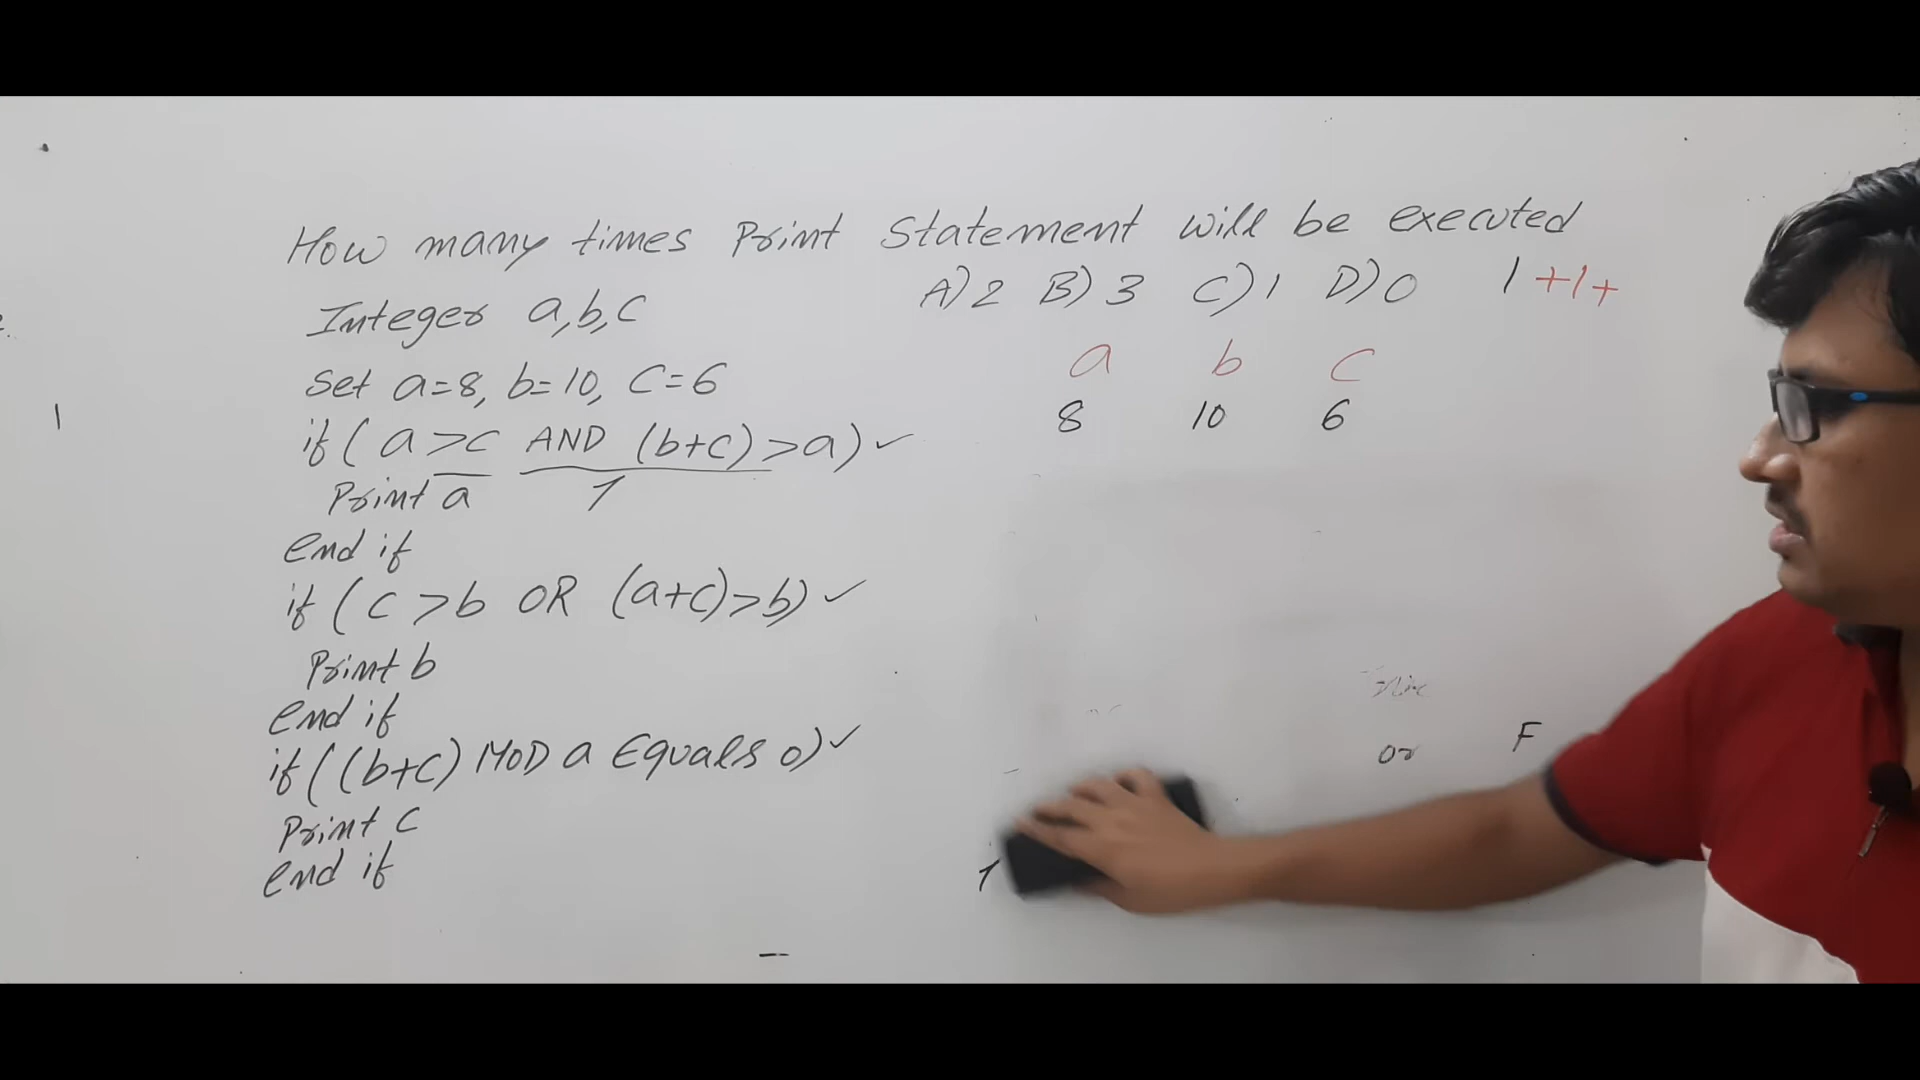 How many times Print Statement will be executed
A) 2 B) 3 C) 1 D) 0 1 +1+
Integer a,b,c
Set a=8, b=10, C=6
a b c
8 10 6
if ( a >c AND (b+c) >a) ✓
Print a 1
end if
if ( c >b OR (a+c)>b) ✓
Print b
end if
if ((b+c) MOD a Equals 0) ✓
or F
Print C
end if
1